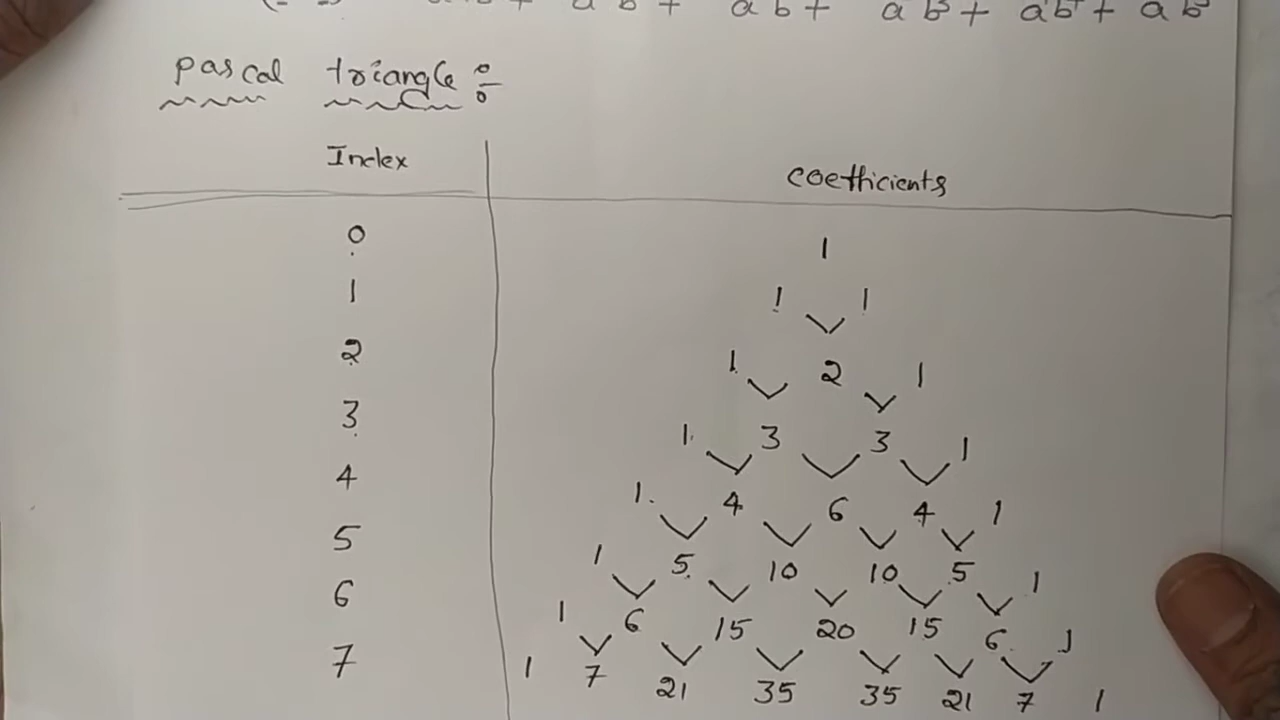 pascal triangle :
Index coefficients
0 1
1 1 1
2 1 2 1
3 1 3 3 1
4 1 4 6 4 1
5 1 5 10 10 5 1
6 1 6 15 20 15 6 1
7 1 7 21 35 35 21 7 1